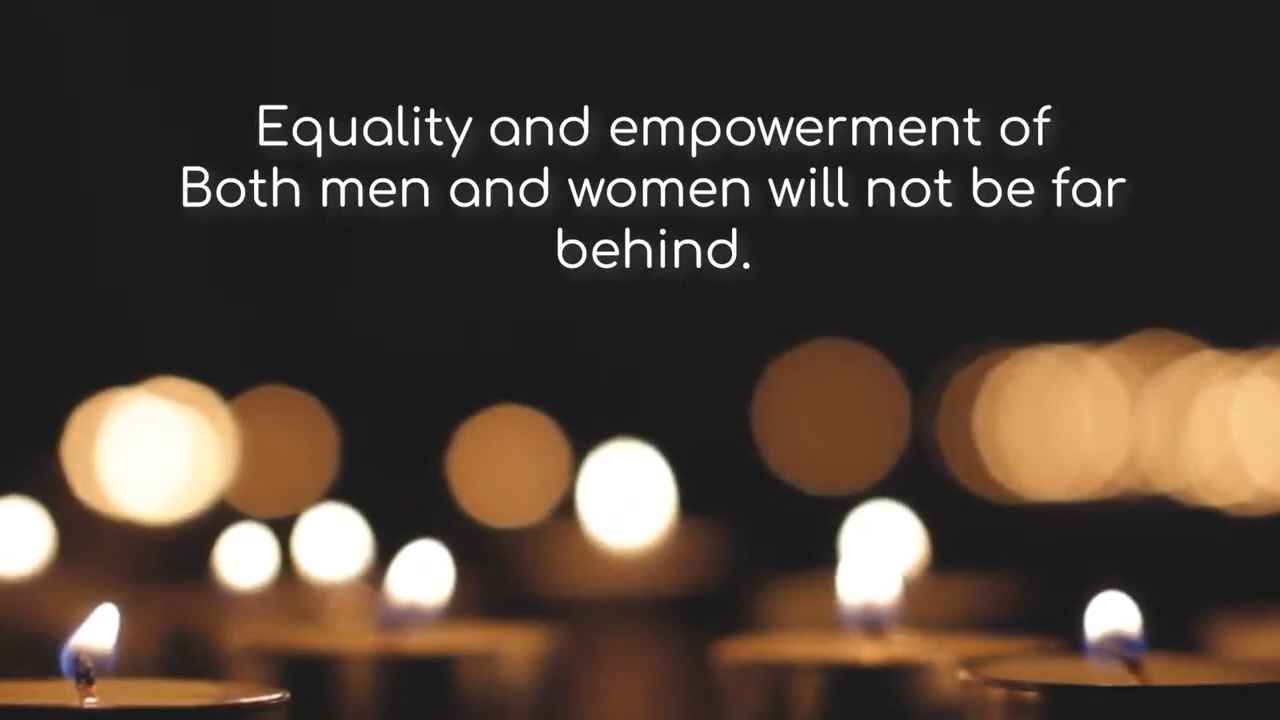 Equality and empowerment of
Both men and women will not be far
behind.